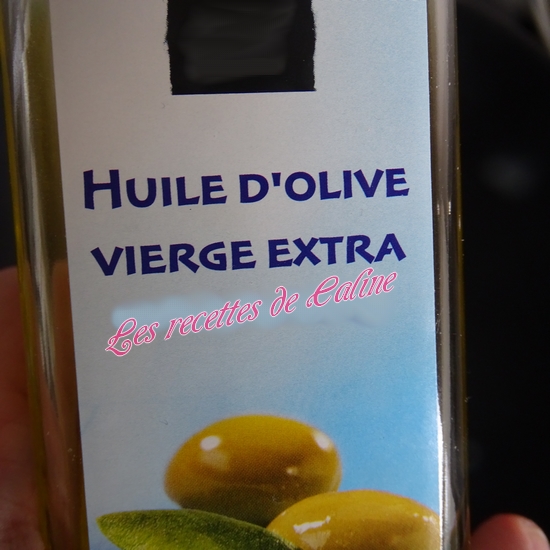 HUILE D'OLIVE
VIERGE EXTRA
Les recettes de Caline